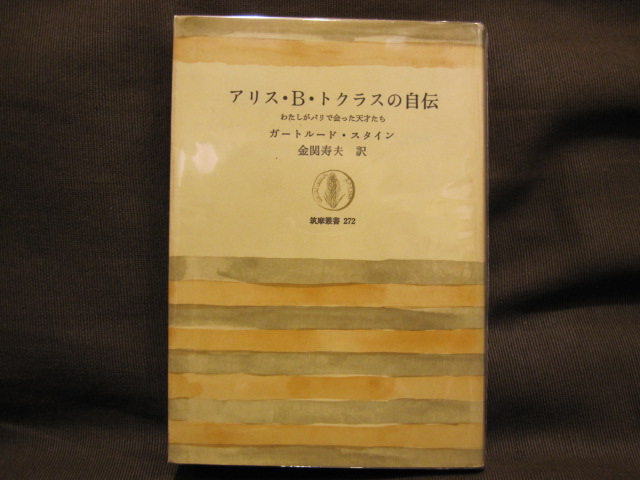 アリス・B・トクラスの自伝
わたしがパリで会った天才たち
ガートルード・スタイン
金関寿夫 訳
筑摩叢書 272